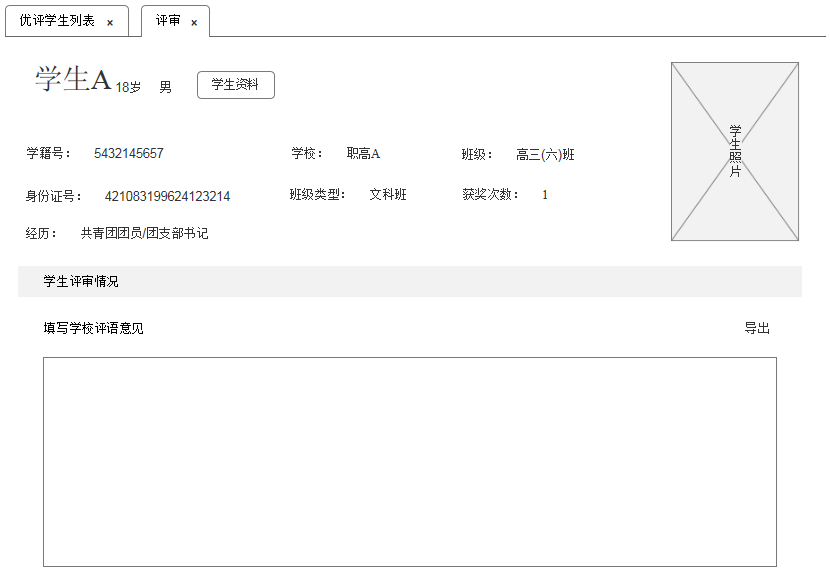 优评学生列表 × 评审 ×
学生A 18岁 男 学生资料
学生照片
学籍号： 5432145657 学校： 职高A 班级： 高三(六)班
身份证号： 421083199624123214 班级类型： 文科班 获奖次数： 1
经历： 共青团团员/团支部书记
学生评审情况
填写学校评语意见 导出